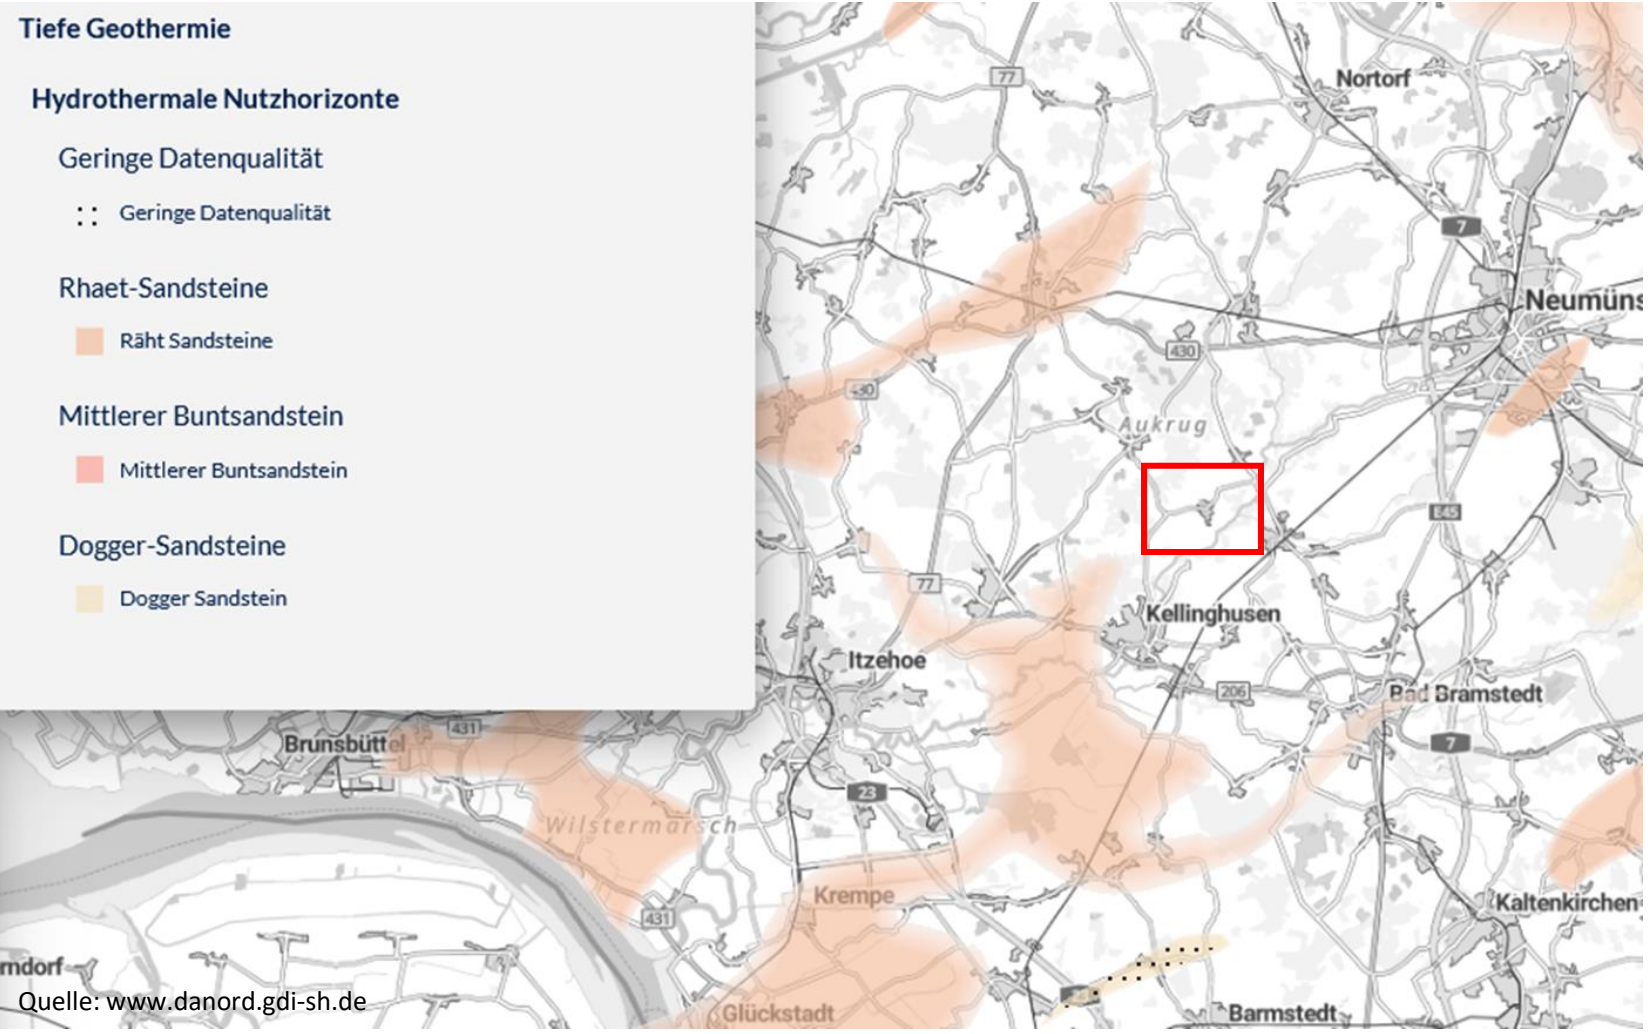 Tiefe Geothermie
Hydrothermale Nutzhorizonte
Geringe Datenqualität
Geringe Datenqualität
Rhaet-Sandsteine
Räht Sandsteine
Mittlerer Buntsandstein
Mittlerer Buntsandstein
Dogger-Sandsteine
Dogger Sandstein
77
Nortorf
7
Neumüns
430
430
Aukrug
E45
77
Kellinghusen
Itzehoe
206
Bad Bramstedt
431
Brunsbüttel
7
23
Wilstermarsch
Krempe
Kaltenkirchen
431
rndorf
Quelle: www.danord.gdi-sh.de
Glückstadt
Barmstedt